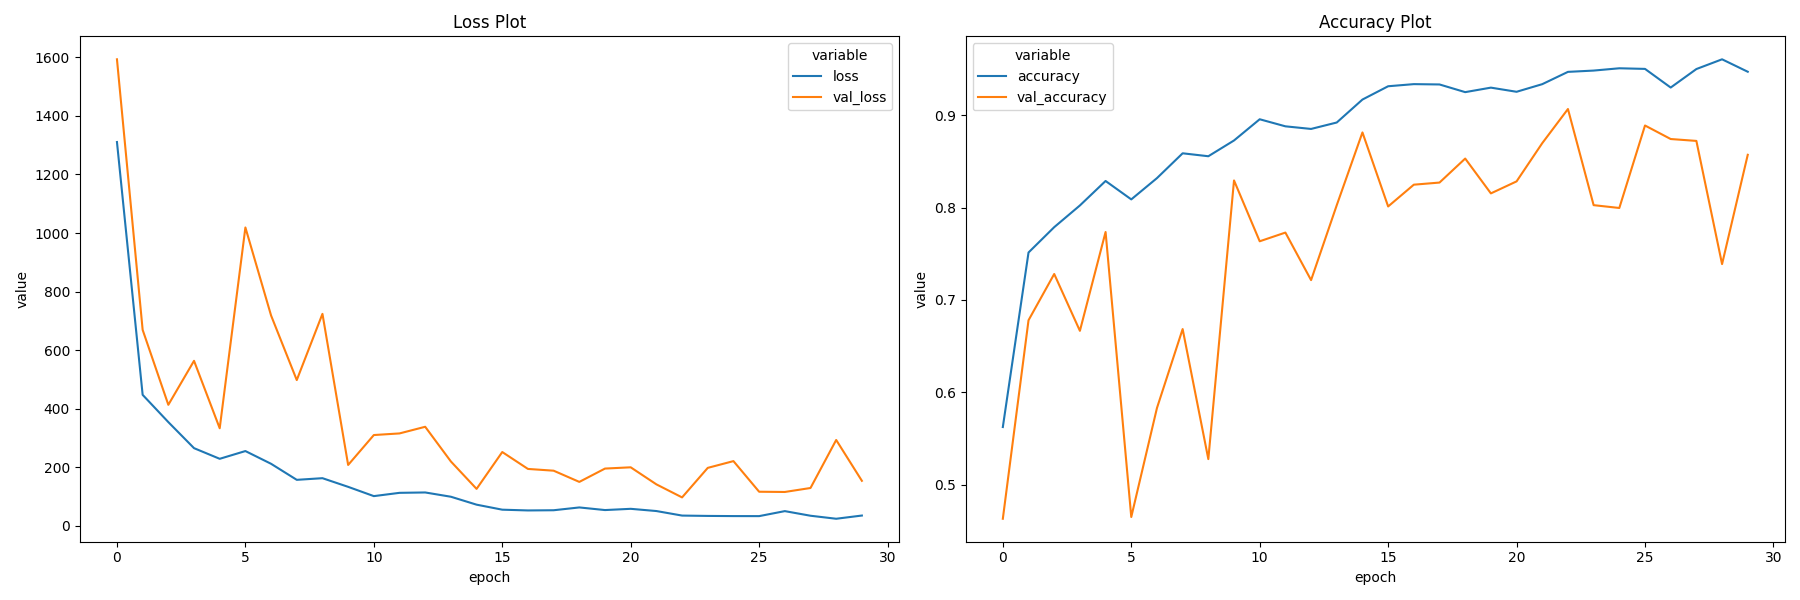 Loss Plot
variable
loss
val_loss
1600
1400
1200
1000
800
600
400
200
0
value
0 5 10 15 20 25 30
epoch
Accuracy Plot
variable
accuracy
val_accuracy
0.9
0.8
0.7
0.6
0.5
value
0 5 10 15 20 25 30
epoch